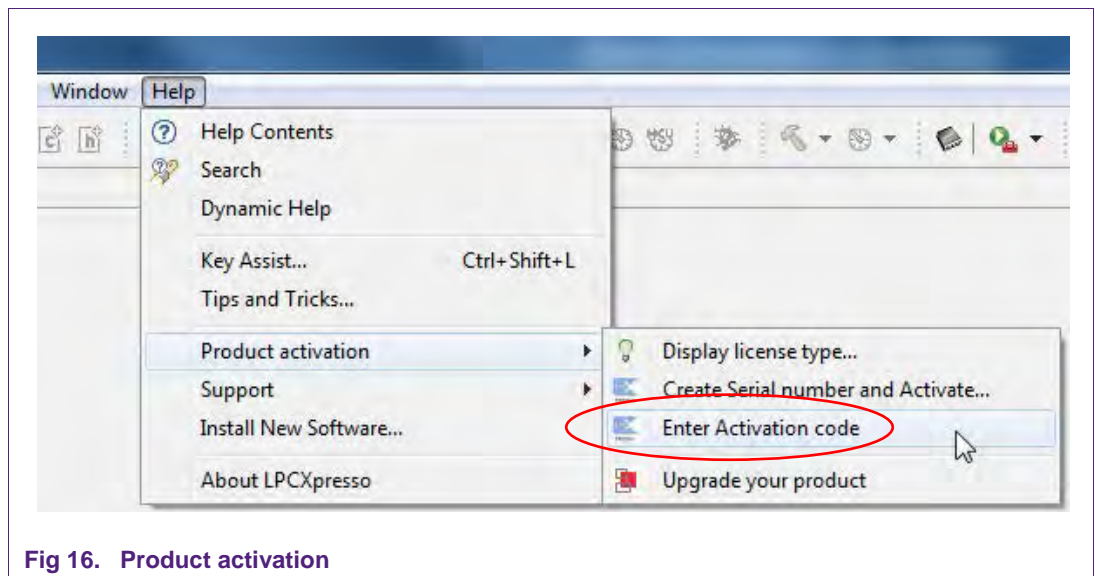 Window Help
Help Contents
Search
Dynamic Help
Key Assist... Ctrl+Shift+L
Tips and Tricks...
Product activation
Support
Install New Software...
About LPCXpresso
Display license type...
Create Serial number and Activate...
Enter Activation code
Upgrade your product
Fig 16. Product activation